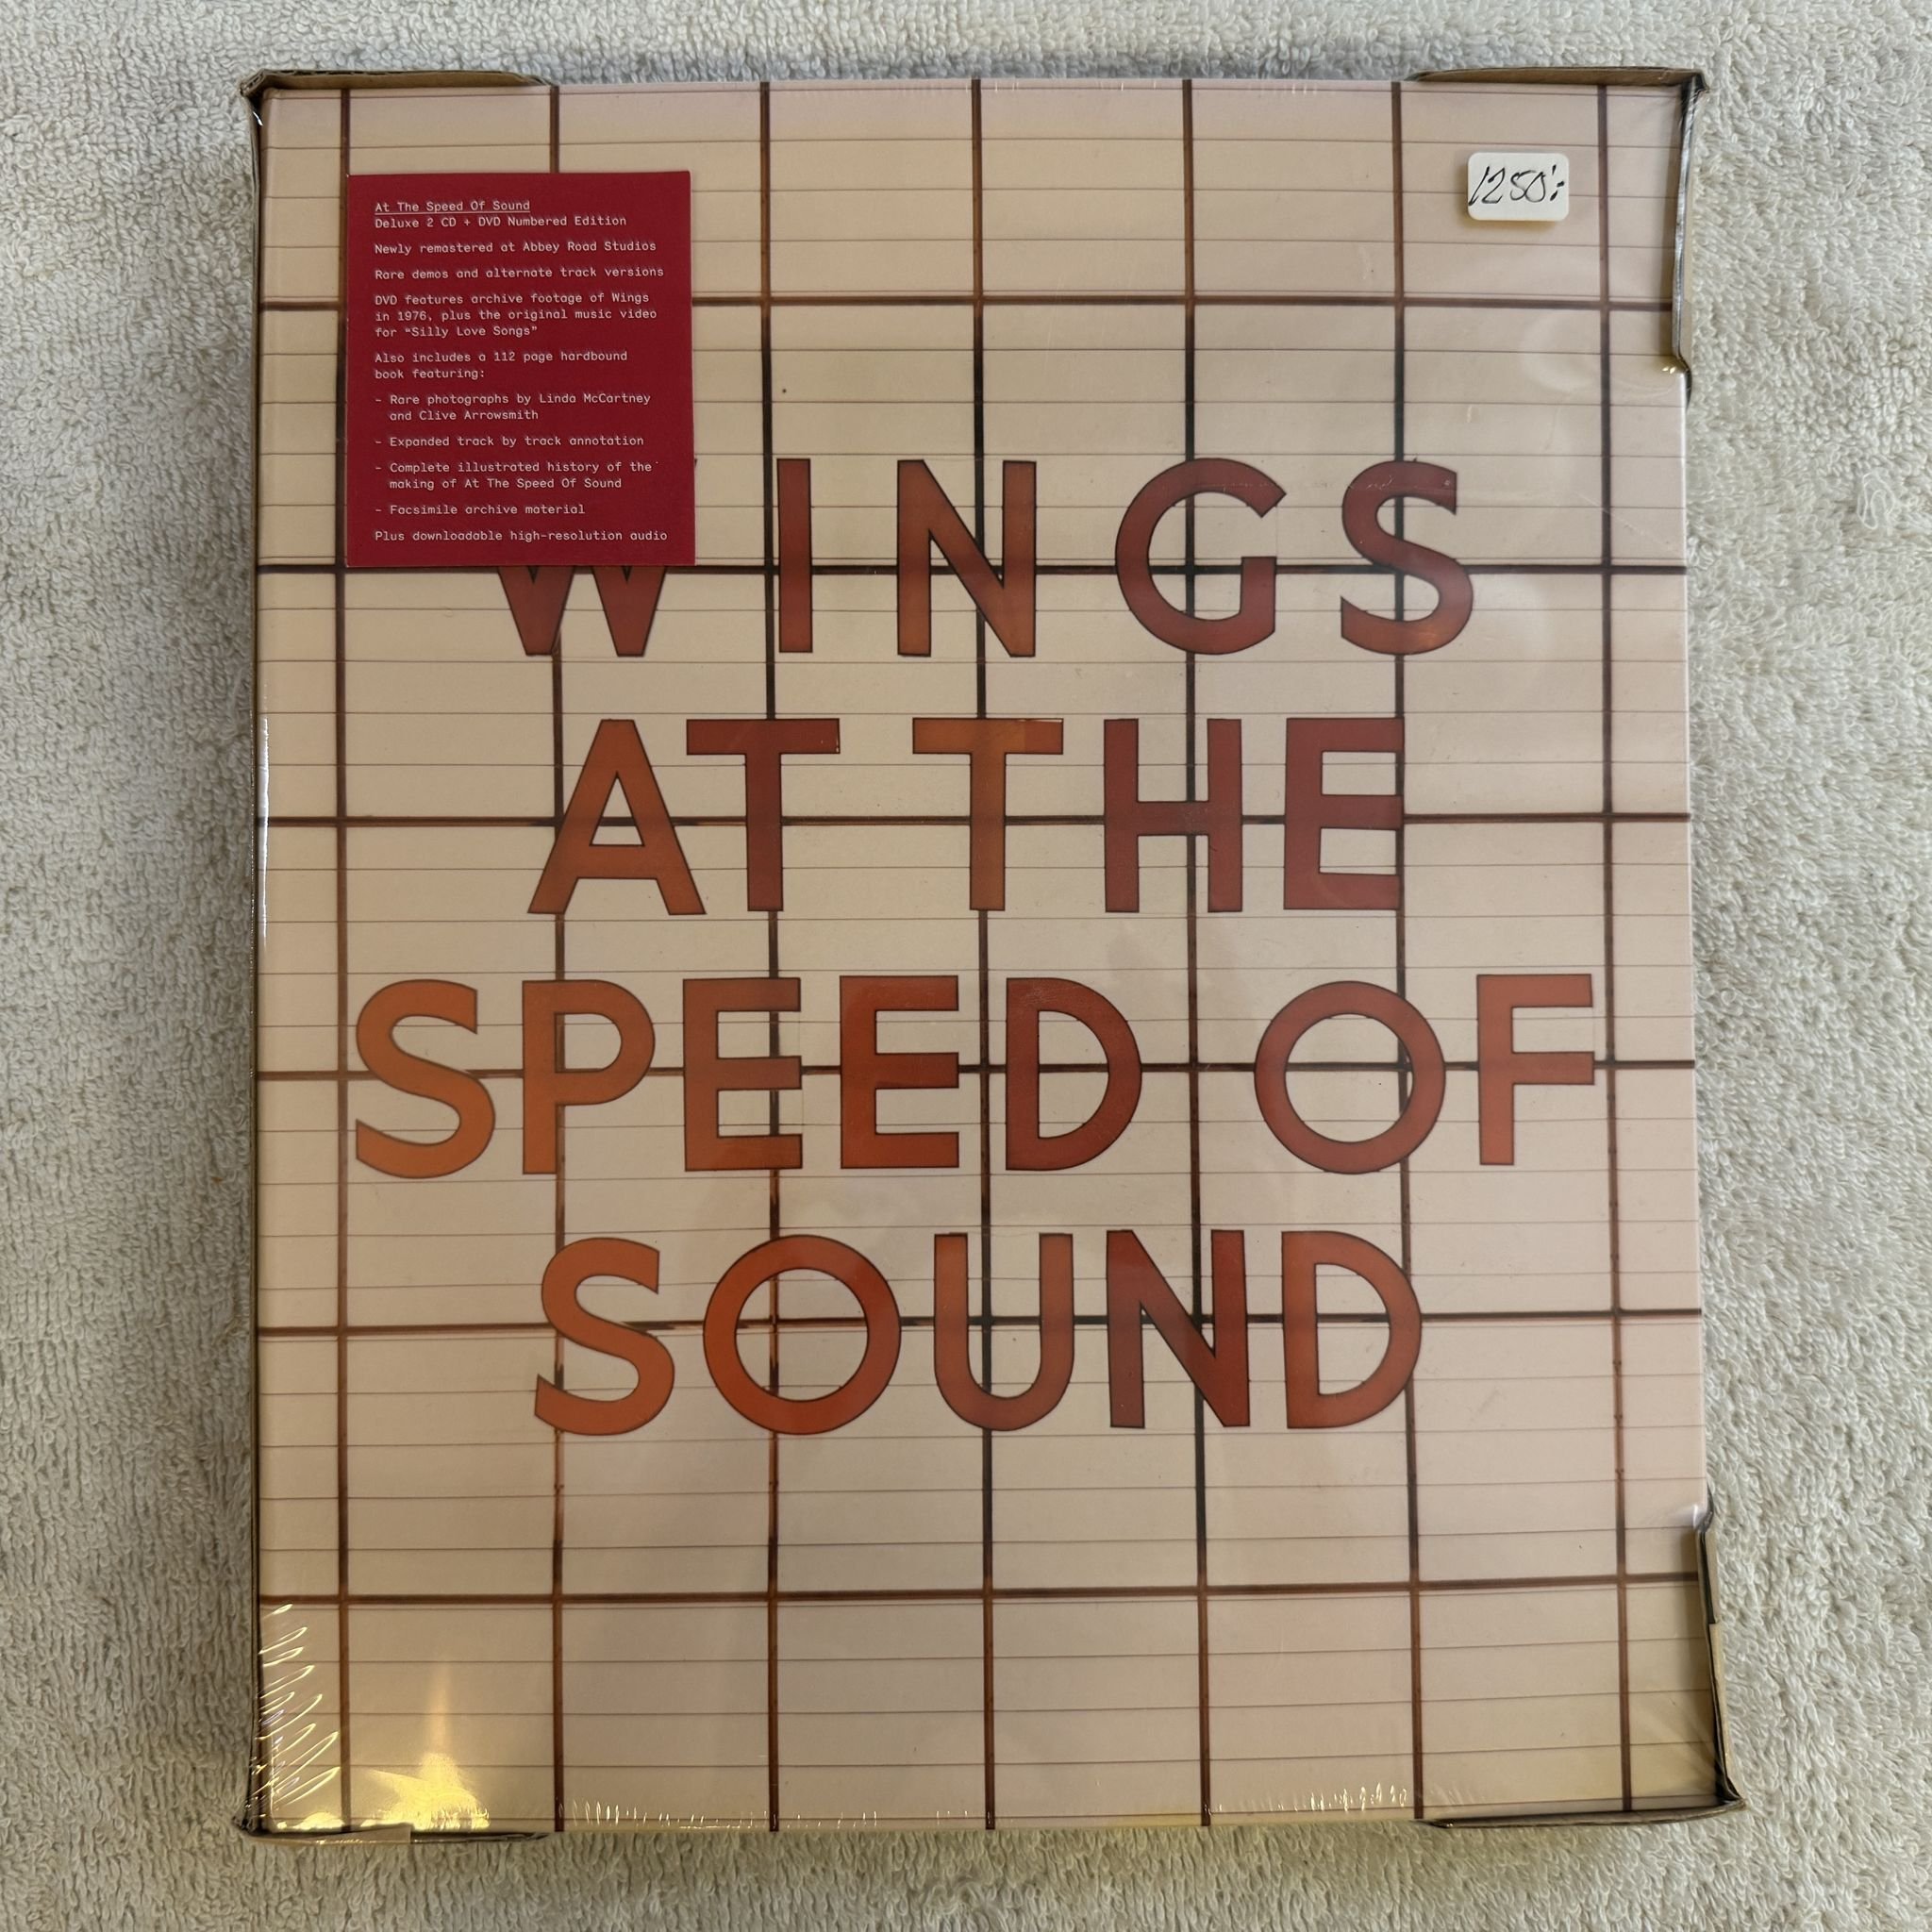 At The Speed Of Sound
Deluxe 2 CD + DVD Numbered Edition
Newly remastered at Abbey Road Studios
Rare demos and alternate track versions
DVD features archive footage of Wings
in 1976, plus the original music video
for "Silly Love Songs"
Also includes a 112 page hardbound
book featuring:
- Rare photographs by Linda McCartney
and Clive Arrowsmith
- Expanded track by track annotation
- Complete illustrated history of the
making of At The Speed Of Sound
- Facsimile archive material
Plus downloadable high-resolution audio
1250:-
WINGS
AT THE
SPEED OF
SOUND